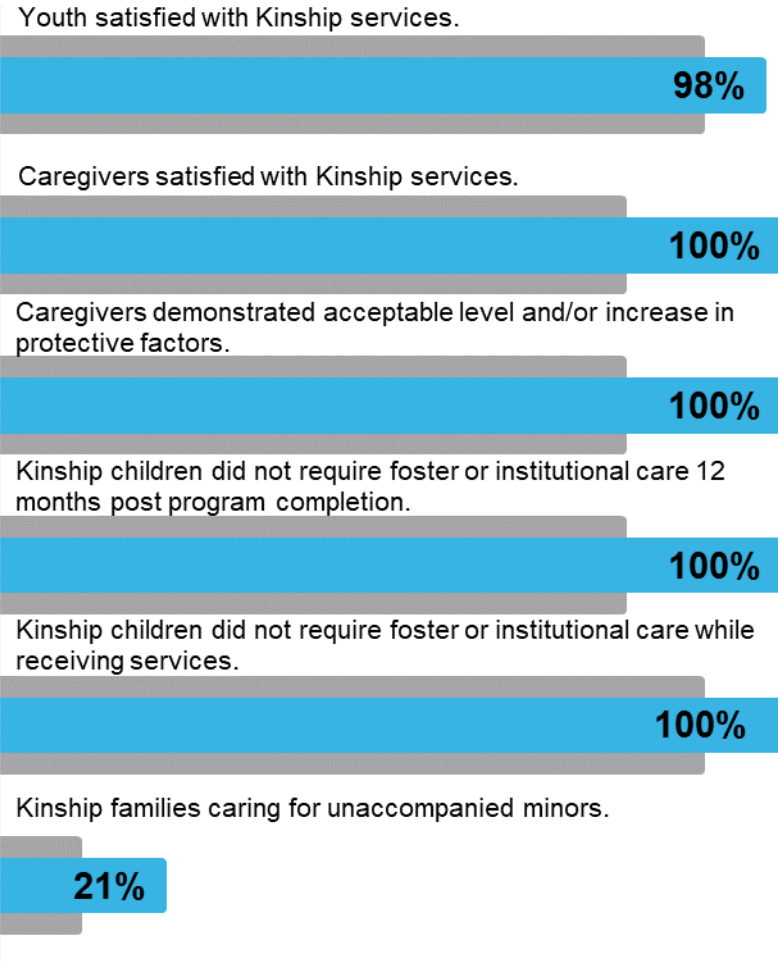 Youth satisfied with Kinship services.
98%
Caregivers satisfied with Kinship services.
100%
Caregivers demonstrated acceptable level and/or increase in
protective factors.
100%
Kinship children did not require foster or institutional care 12
months post program completion.
100%
Kinship children did not require foster or institutional care while
receiving services.
100%
Kinship families caring for unaccompanied minors.
21%